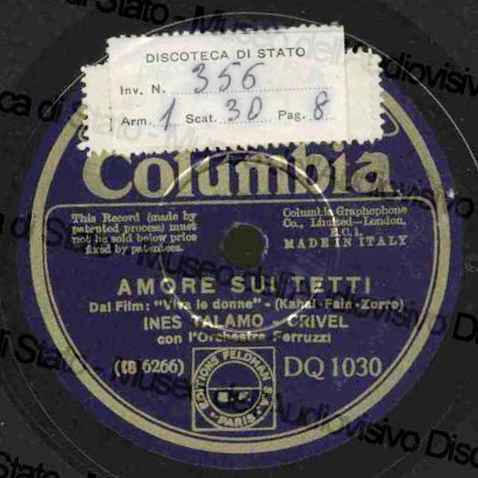 DISCOTECA DI STATO
Inv. N. 356
Arm. 1 Scat. 30 Pag. 8
Columbia
This Record (made by
patented process) must
not be sold below price
fixed by patentees.
Columbia Graphophone
Co., Limited—London.
MADE IN ITALY
AMORE SUI TETTI
Dal Film: "Viva le donne" - (Kahal-Fain-Zorro)
INES TALAMO - CRIVEL
con l'Orchestra Ferruzzi
(CB 6266)
EDITIONS FELDMAN
PARIS
DQ 1030